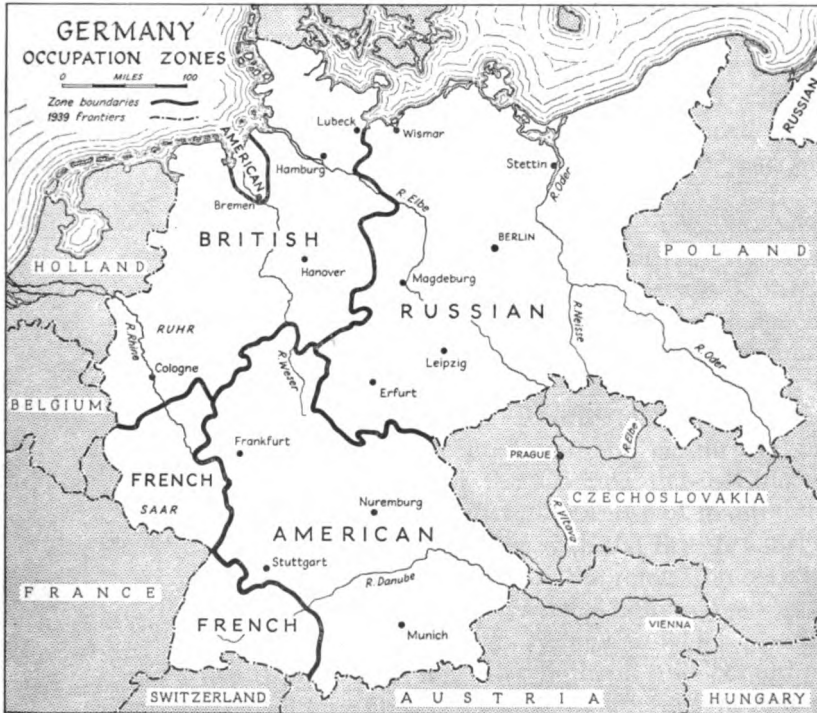 GERMANY
OCCUPATION ZONES
0 MILES 100
Zone boundaries
1939 Frontiers
RUSSIAN
Lubeck
Wismar
AMERICAN
Hamburg
Stettin
R. Oder
Bremen
R. Elbe
BRITISH
BERLIN
POLAND
HOLLAND
Hanover
Magdeburg
RUSSIAN
RUHR
R. Rhine
R. Neisse
R. Weser
Leipzig
R. Oder
Cologne
Erfurt
BELGIUM
R. Elbe
Frankfurt
PRAGUE
FRENCH
CZECHOSLOVAKIA
SAAR
Nuremburg
R. Vltava
AMERICAN
Stuttgart
R. Danube
FRANCE
FRENCH
Munich
VIENNA
SWITZERLAND
AUSTRIA
HUNGARY